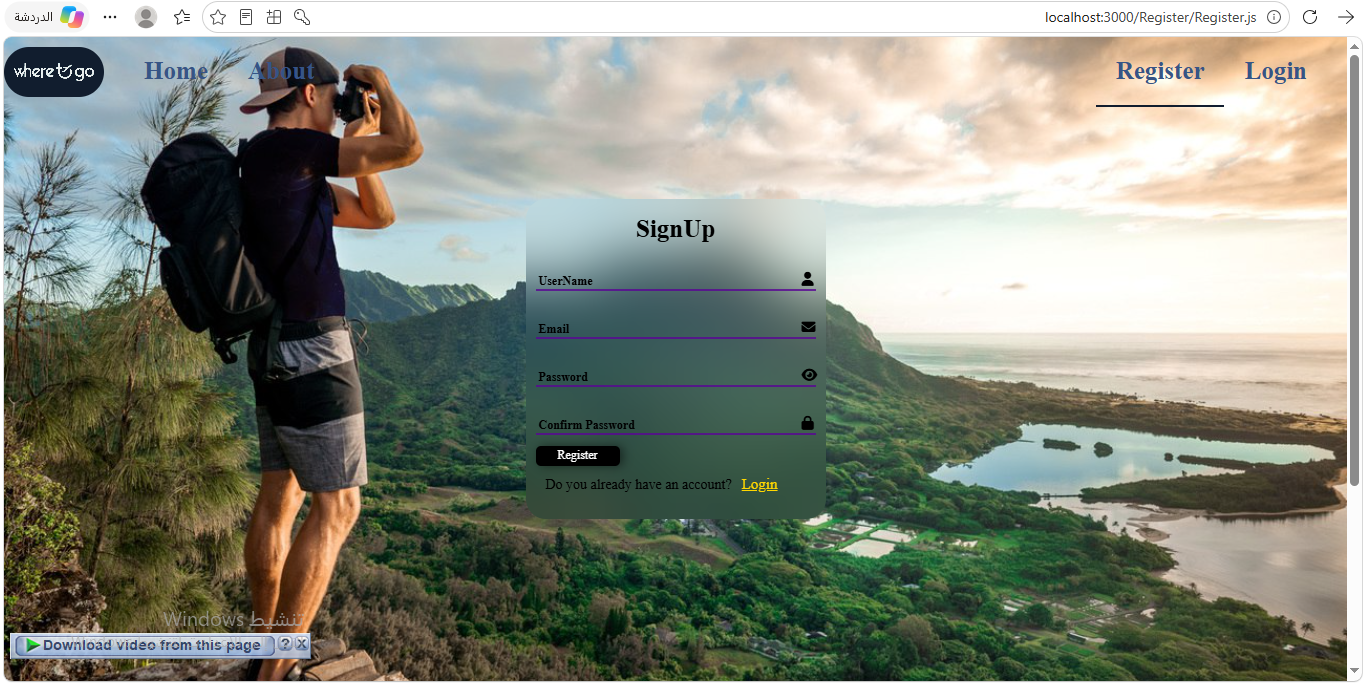 الدردشة
localhost:3000/Register/Register.js
where to go Home About Register Login
SignUp
UserName
Email
Password
Confirm Password
Register
Do you already have an account? Login
تنشيط Windows
Download video from this page ? X